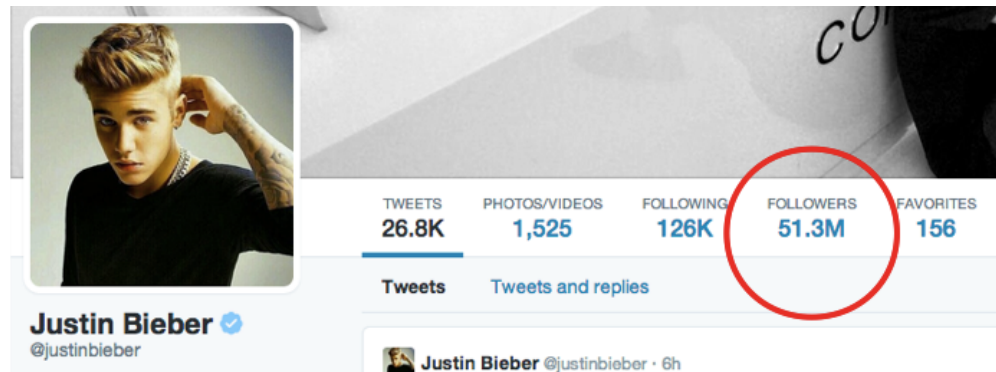 CO
TWEETS PHOTOS/VIDEOS FOLLOWING FOLLOWERS FAVORITES
26.8K 1,525 126K 51.3M 156
Tweets Tweets and replies
Justin Bieber
@justinbieber
Justin Bieber @justinbieber · 6h